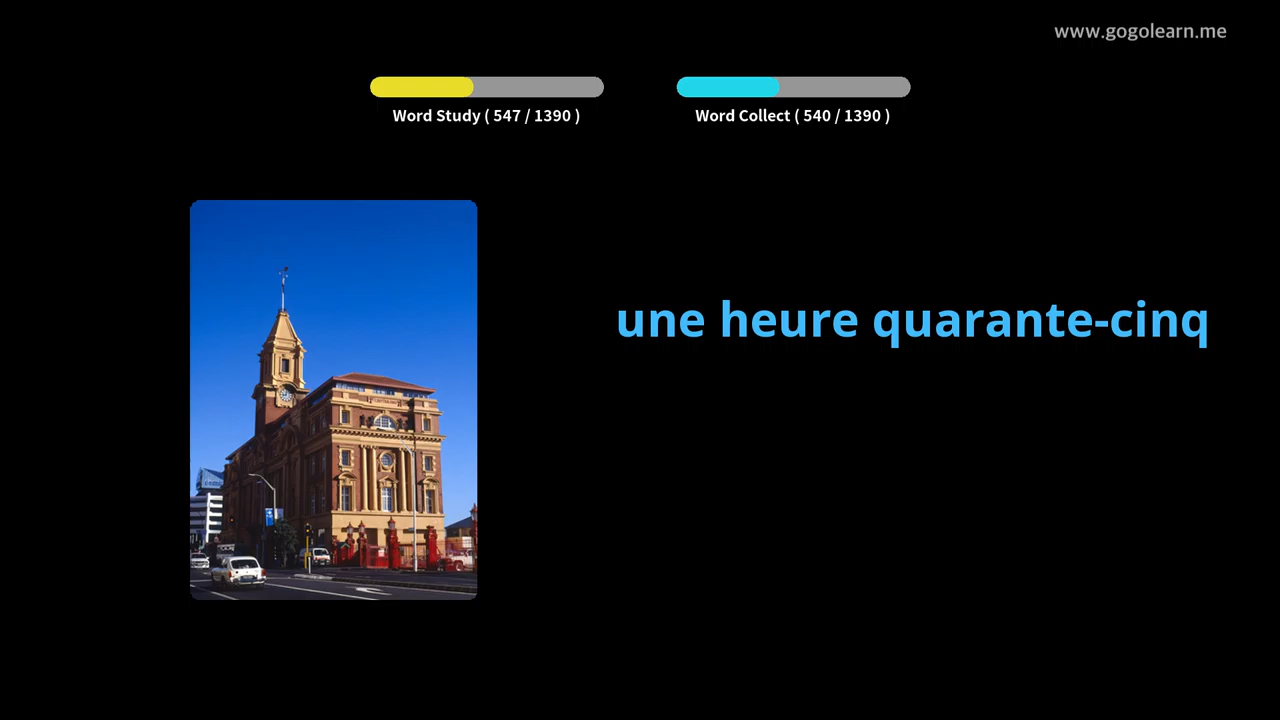 www.gogolearn.me
Word Study ( 547 / 1390 )
Word Collect ( 540 / 1390 )
une heure quarante-cinq